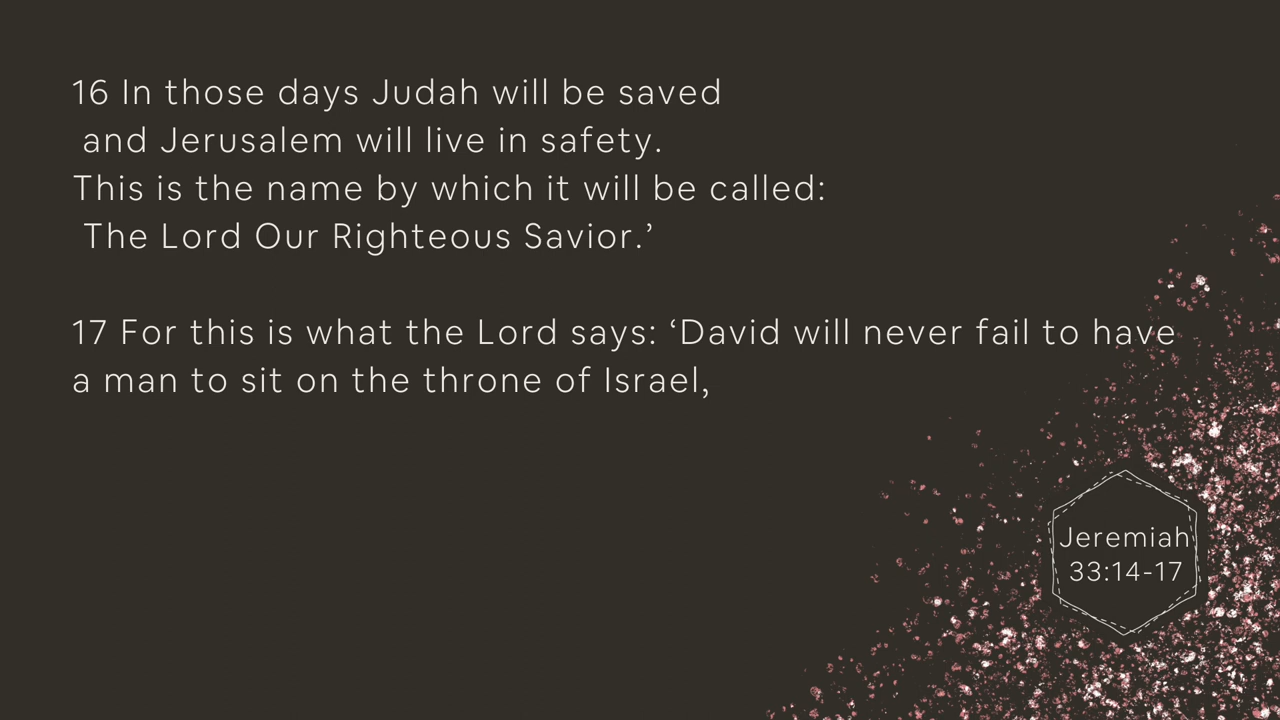 16 In those days Judah will be saved
and Jerusalem will live in safety.
This is the name by which it will be called:
The Lord Our Righteous Savior.’
17 For this is what the Lord says: ‘David will never fail to have
a man to sit on the throne of Israel,
Jeremiah
33:14-17